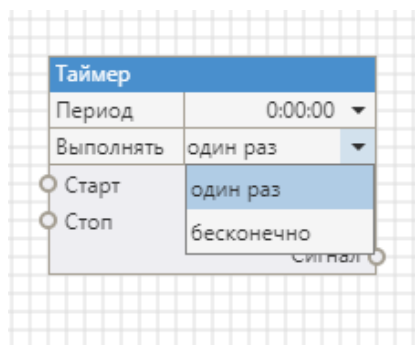 Таймер
Период 0:00:00
Выполнять один раз
Старт один раз
Стоп бесконечно
Сигнал